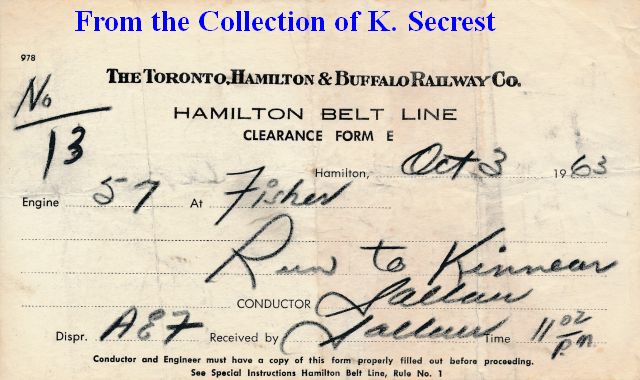 From the Collection of K. Secrest
978
THE TORONTO, HAMILTON & BUFFALO RAILWAY CO.
No
13
HAMILTON BELT LINE
CLEARANCE FORM E
Hamilton, Oct 3 1963
Engine 57 At Fisher
Run to Kinnear
CONDUCTOR
Dispr. AEF Received by Time 11 02 P.M
Conductor and Engineer must have a copy of this form properly filled out before proceeding.
See Special Instructions Hamilton Belt Line, Rule No. 1